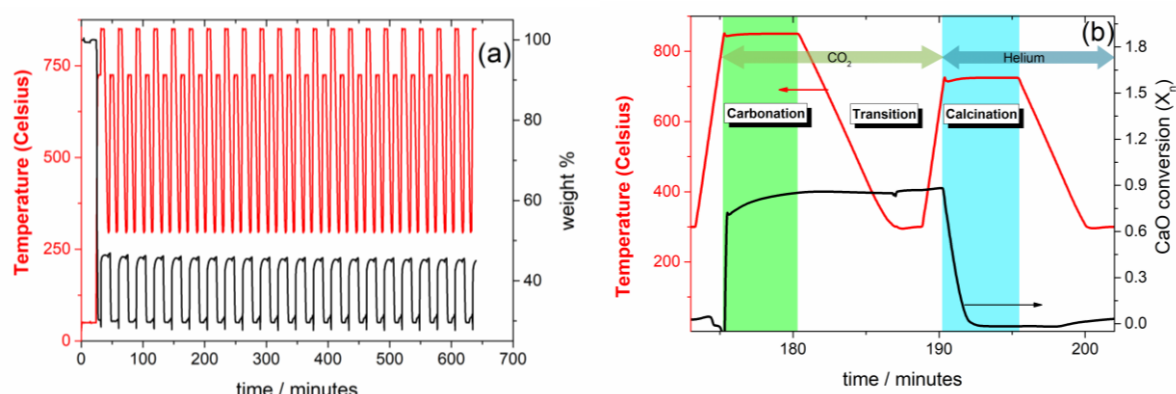 (a)
Temperature (Celsius)
750
500
250
0
100
80
60
40
weight %
0 100 200 300 400 500 600 700
time / minutes
(b)
Temperature (Celsius)
800
600
400
200
CO2
Helium
Carbonation
Transition
Calcination
1.8
1.5
1.2
0.9
0.6
0.3
-0.0
CaO conversion (Xn)
180 190 200
time / minutes